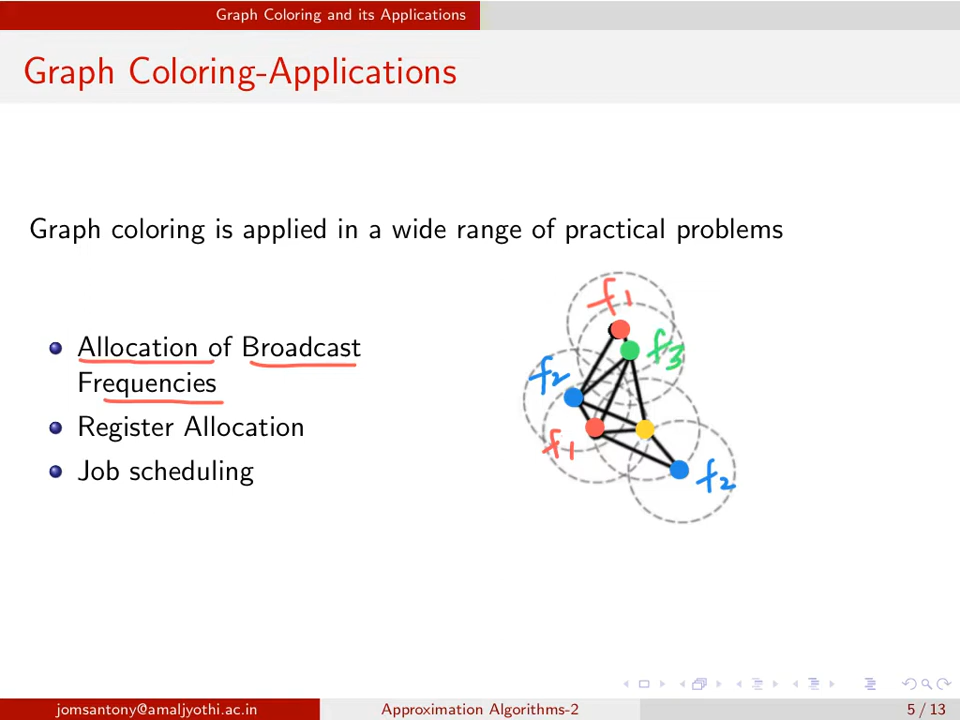 Graph Coloring and its Applications
Graph Coloring-Applications
Graph coloring is applied in a wide range of practical problems
Allocation of Broadcast
Frequencies
Register Allocation
Job scheduling
f1
f3
f2
f1
f2
jomsantony@amaljyothi.ac.in Approximation Algorithms-2 5 / 13